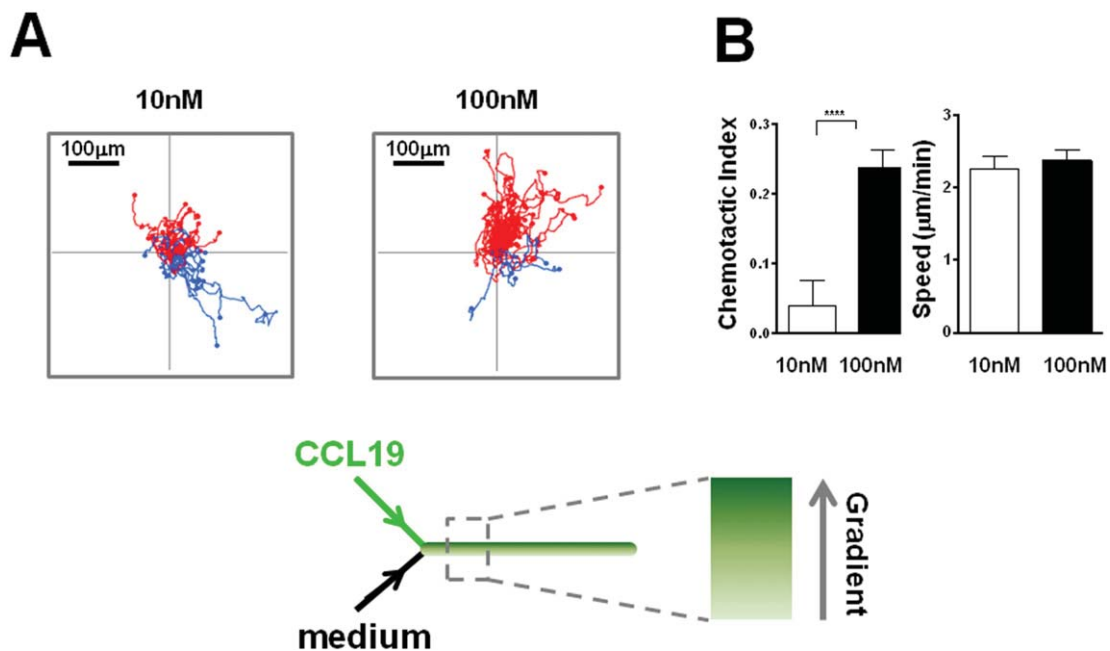 A
10nM
100µm
100nM
100µm
B
Chemotactic Index
0.3
0.2
0.1
0.0
****
10nM 100nM
Speed (µm/min)
3
2
1
0
10nM 100nM
CCL19
medium
Gradient